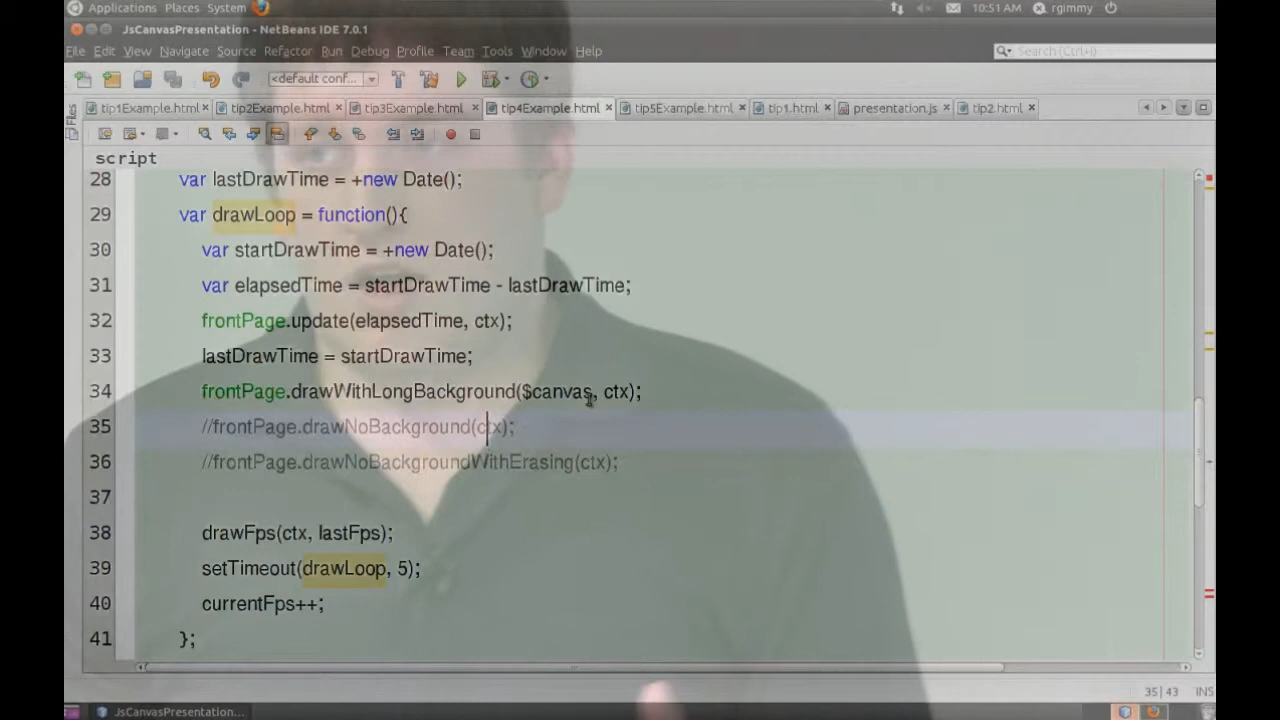 Applications Places System 10:51 AM rgimmy
JsCanvasPresentation - NetBeans IDE 7.0.1
File Edit View Navigate Source Refactor Run Debug Profile Team Tools Window Help Search (Ctrl+I)
<default conf...
Files tip1Example.html tip2Example.html tip3Example.html tip4Example.html tip5Example.html tip1.html presentation.js tip2.html
script
28 var lastDrawTime = +new Date();
29 var drawLoop = function(){
30 var startDrawTime = +new Date();
31 var elapsedTime = startDrawTime - lastDrawTime;
32 frontPage.update(elapsedTime, ctx);
33 lastDrawTime = startDrawTime;
34 frontPage.drawWithLongBackground($canvas, ctx);
35 //frontPage.drawNoBackground(ctx);
36 //frontPage.drawNoBackgroundWithErasing(ctx);
37
38 drawFps(ctx, lastFps);
39 setTimeout(drawLoop, 5);
40 currentFps++;
41 };
35|43 INS
JsCanvasPresentation...